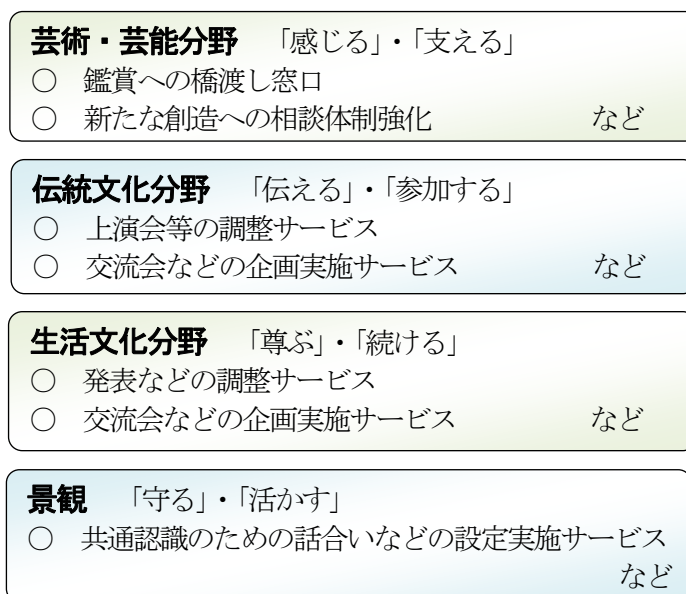 芸術・芸能分野　「感じる」・「支える」
○　鑑賞への橋渡し窓口
○　新たな創造への相談体制強化　　　　　　など
伝統文化分野　「伝える」・「参加する」
○　上演会等の調整サービス
○　交流会などの企画実施サービス　　　　　など
生活文化分野　「尊ぶ」・「続ける」
○　発表などの調整サービス
○　交流会などの企画実施サービス　　　　　など
景観　「守る」・「活かす」
○　共通認識のための話合いなどの設定実施サービス
など